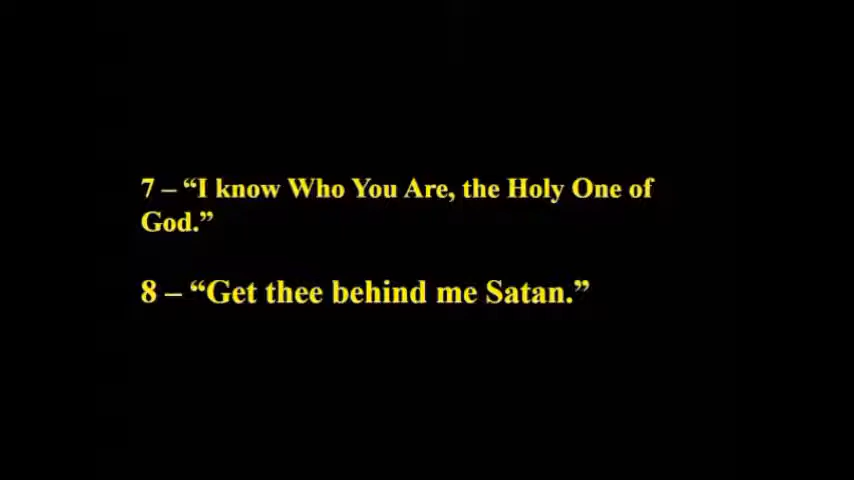 7 – “I know Who You Are, the Holy One of
God.”
8 – “Get thee behind me Satan.”